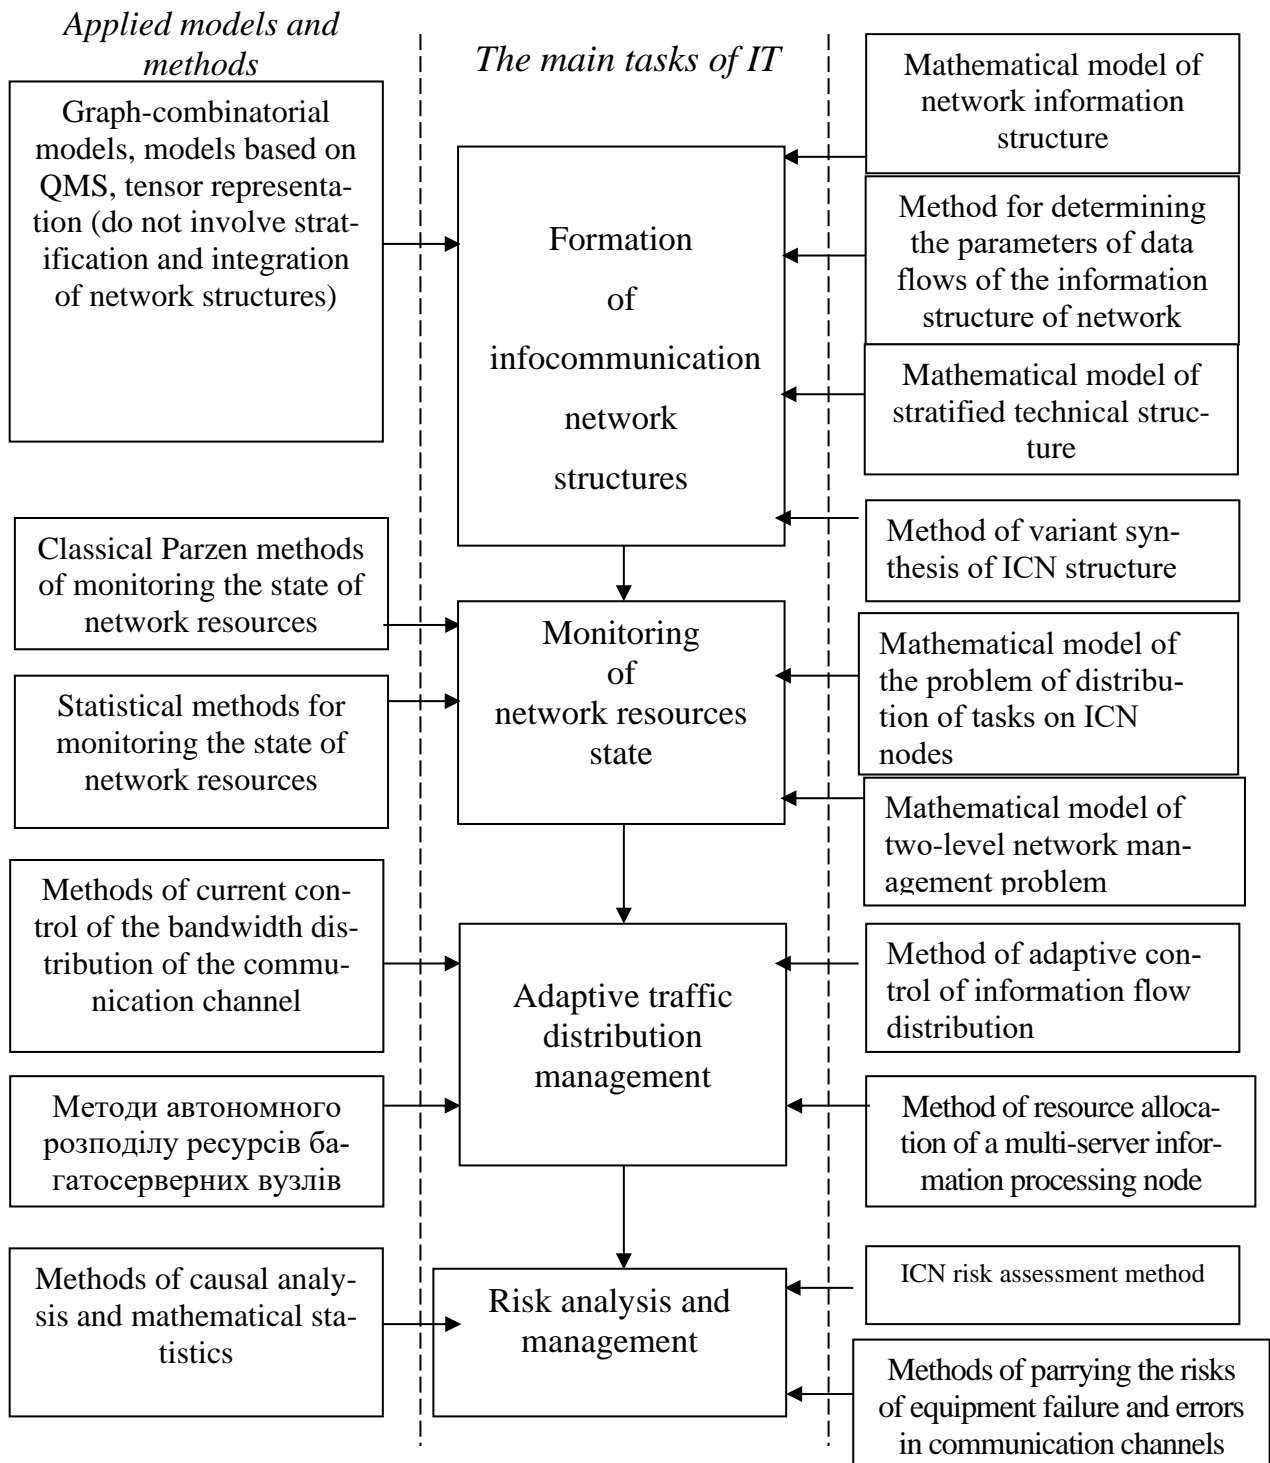 Applied models and
methods
The main tasks of IT
Graph-combinatorial
models, models based on
QMS, tensor representa-
tion (do not involve strat-
ification and integration
of network structures)
Classical Parzen methods
of monitoring the state of
network resources
Statistical methods for
monitoring the state of
network resources
Methods of current con-
trol of the bandwidth dis-
tribution of the commu-
nication channel
Методи автономного
розподілу ресурсів ба-
гатосерверних вузлів
Methods of causal analy-
sis and mathematical sta-
tistics
Formation
of
infocommunication
network
structures
Monitoring
of
network resources
state
Adaptive traffic
distribution
management
Risk analysis and
management
Mathematical model of
network information
structure
Method for determining
the parameters of data
flows of the information
structure of network
Mathematical model of
stratified technical struc-
ture
Method of variant syn-
thesis of ICN structure
Mathematical model of
the problem of distribu-
tion of tasks on ICN
nodes
Mathematical model of
two-level network man-
agement problem
Method of adaptive con-
trol of information flow
distribution
Method of resource alloca-
tion of a multi-server infor-
mation processing node
ICN risk assessment method
Methods of parrying the risks
of equipment failure and errors
in communication channels